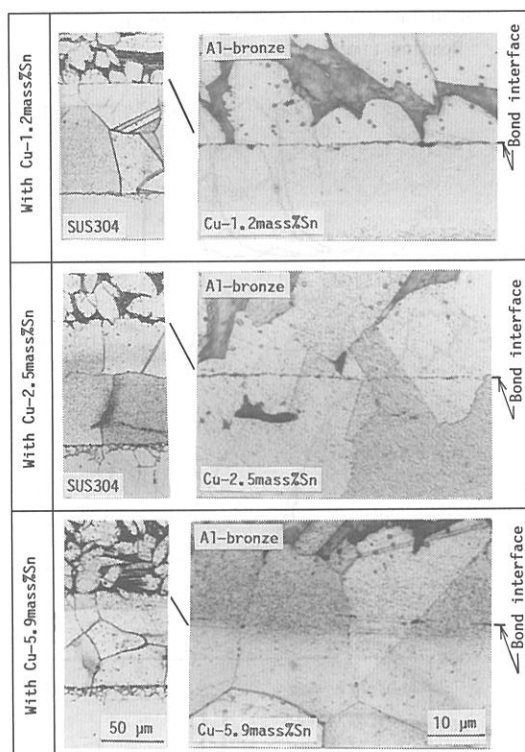 With Cu-1.2mass%Sn
SUS304
Al-bronze
Cu-1.2mass%Sn
Bond interface
With Cu-2.5mass%Sn
SUS304
Al-bronze
Cu-2.5mass%Sn
Bond interface
With Cu-5.9mass%Sn
50 μm
Al-bronze
Cu-5.9mass%Sn
10 μm
Bond interface